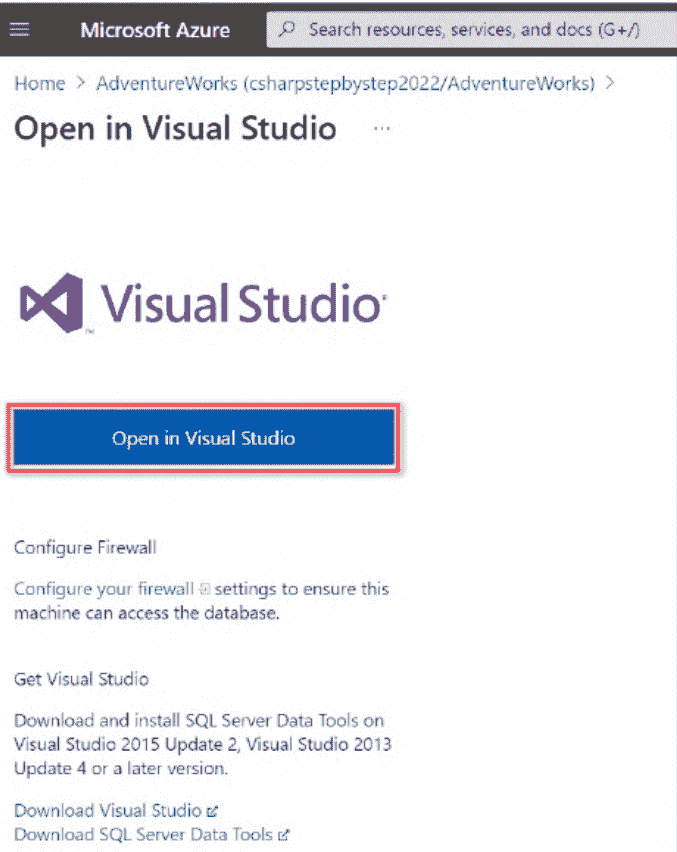 Microsoft Azure
Search resources, services, and docs (G+/)
Home > AdventureWorks (csharpstepbystep2022/AdventureWorks) >
Open in Visual Studio ...
Visual Studio
™
Open in Visual Studio
Configure Firewall
Configure your firewall settings to ensure this
machine can access the database.
Get Visual Studio
Download and install SQL Server Data Tools on
Visual Studio 2015 Update 2, Visual Studio 2013
Update 4 or a later version.
Download Visual Studio
Download SQL Server Data Tools